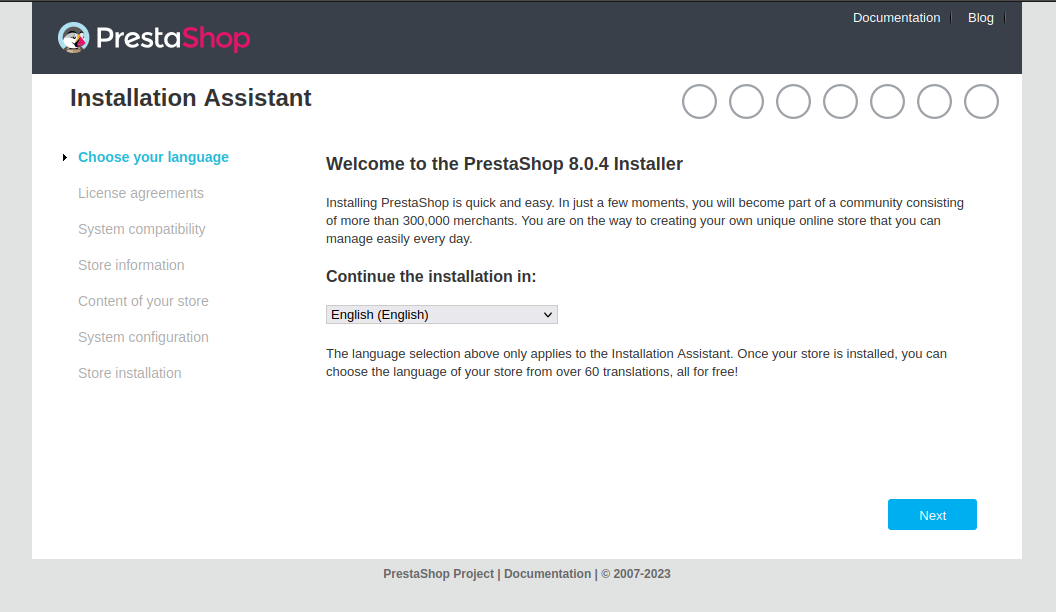 Documentation
Blog
PrestaShop
Installation Assistant
Choose your language
License agreements
System compatibility
Store information
Content of your store
System configuration
Store installation
Welcome to the PrestaShop 8.0.4 Installer
Installing PrestaShop is quick and easy. In just a few moments, you will become part of a community consisting
of more than 300,000 merchants. You are on the way to creating your own unique online store that you can
manage easily every day.
Continue the installation in:
English (English)
The language selection above only applies to the Installation Assistant. Once your store is installed, you can
choose the language of your store from over 60 translations, all for free!
Next
PrestaShop Project | Documentation | © 2007-2023